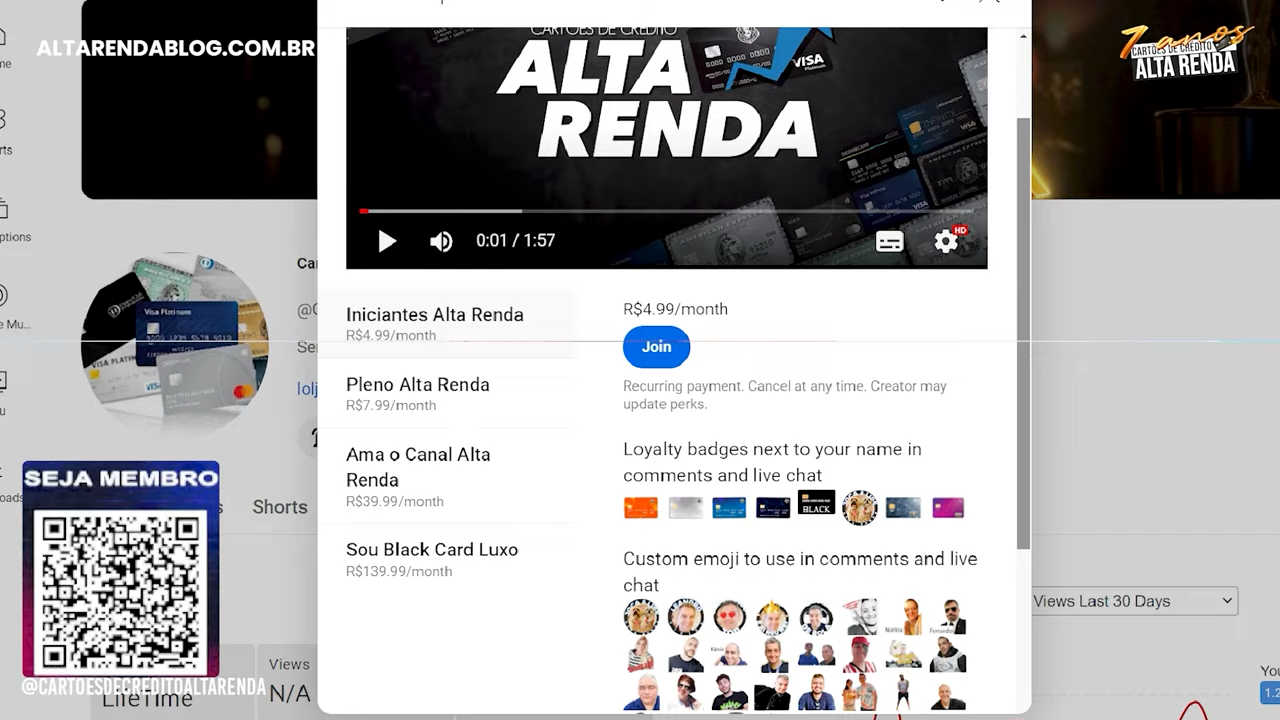 ALTARENDABLOG.COM.BR
7 anos
CARTÕES DE CRÉDITO
ALTA RENDA
CARTÕES DE CRÉDITO
ALTA
RENDA
VISA
Platinum
0:01 / 1:57
HD
Iniciantes Alta Renda
R$4.99/month
Pleno Alta Renda
R$7.99/month
Ama o Canal Alta
Renda
R$39.99/month
Sou Black Card Luxo
R$139.99/month
R$4.99/month
Join
Recurring payment. Cancel at any time. Creator may
update perks.
Loyalty badges next to your name in
comments and live chat
BLACK
Custom emoji to use in comments and live
chat
Visa Platinum
SEJA MEMBRO
@CARTOESDECREDITOALTARENDA
Shorts
Views
N/A
LifeTime
Views Last 30 Days